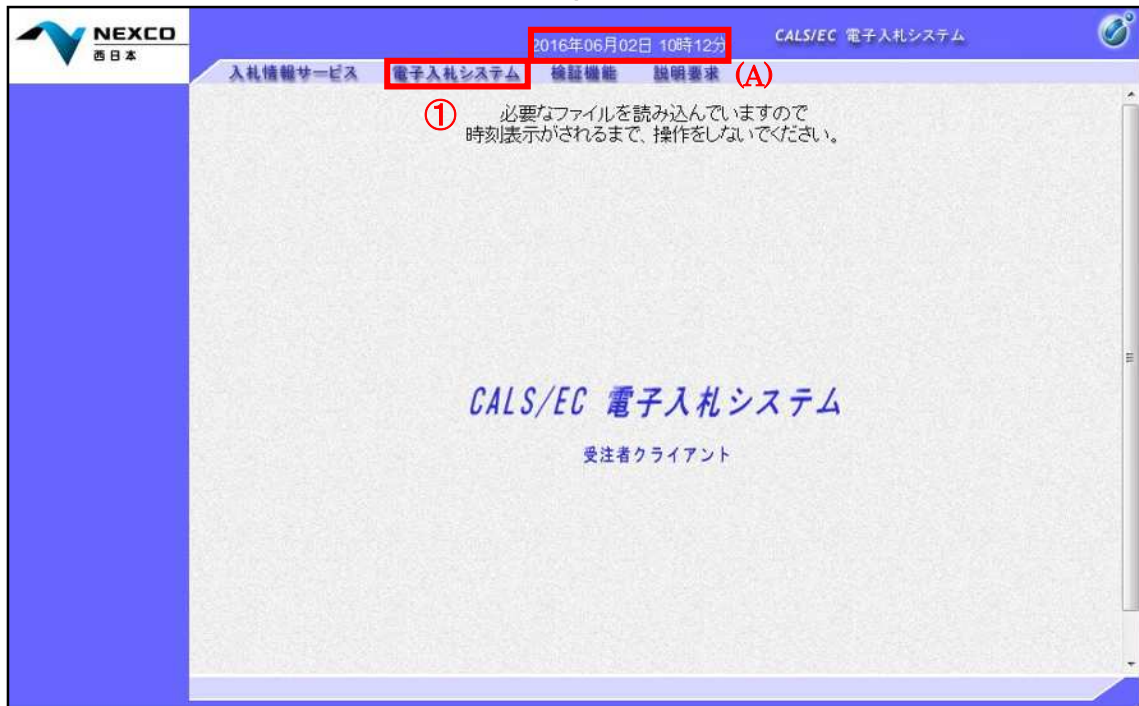 NEXCO
西日本
2016年06月02日 10時12分
CALS/EC 電子入札システム
入札情報サービス 電子入札システム 検証機能 説明要求 (A)
① 必要なファイルを読み込んでいますので
時刻表示がされるまで、操作をしないでください。
CALS/EC 電子入札システム
受注者クライアント